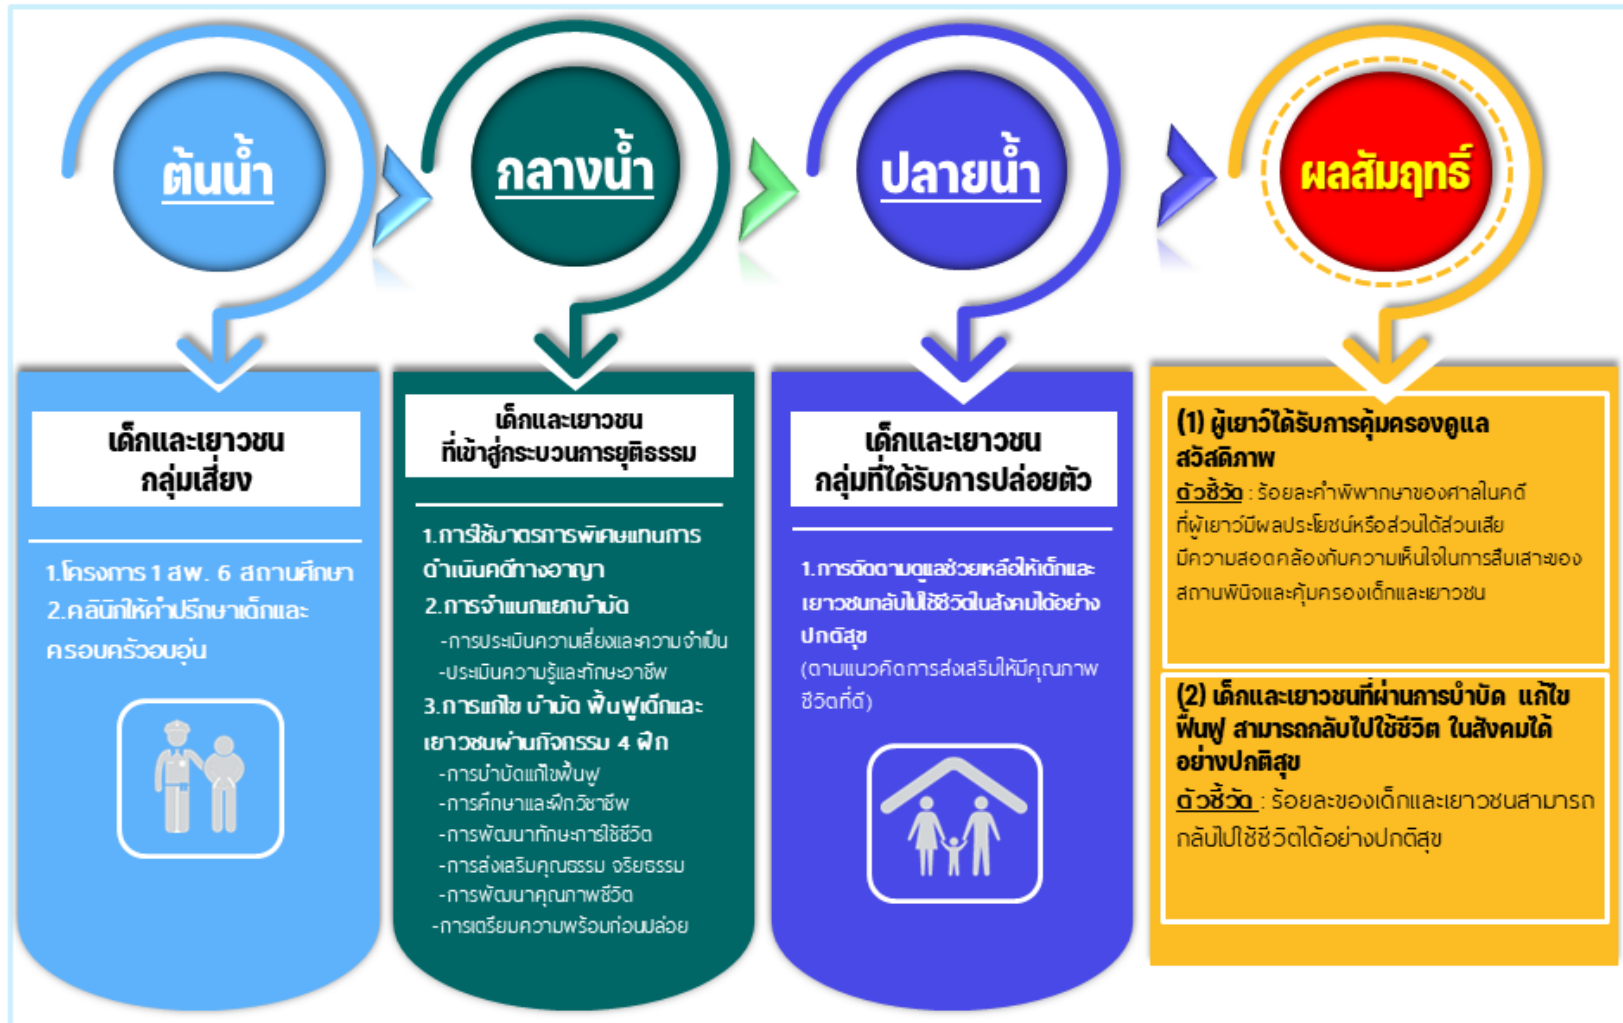 ต้นน้ำ
กลางน้ำ
ปลายน้ำ
ผลสัมฤทธิ์
เด็กและเยาวชน
กลุ่มเสี่ยง
1.โครงการ 1 สพ. 6 สถานศึกษา
2.คลินิกให้คำปรึกษาเด็กและ
ครอบครัวอบอุ่น
เด็กและเยาวชน
ที่เข้าสู่กระบวนการยุติธรรม
1.การใช้มาตรการพิเศษแทนการ
ดำเนินคดีทางอาญา
2.การจำแนกแยกบำบัด
-การประเมินความเสี่ยงและความจำเป็น
-ประเมินความรู้และทักษะอาชีพ
3.การแก้ไข บำบัด ฟื้นฟูเด็กและ
เยาวชนผ่านกิจกรรม 4 ฝึก
-การบำบัดแก้ไขฟื้นฟู
-การศึกษาและฝึกวิชาชีพ
-การพัฒนาทักษะการใช้ชีวิต
-การส่งเสริมคุณธรรม จริยธรรม
-การพัฒนาคุณภาพชีวิต
-การเตรียมความพร้อมก่อนปล่อย
เด็กและเยาวชน
กลุ่มที่ได้รับการปล่อยตัว
1.การติดตามดูแลช่วยเหลือให้เด็กและ
เยาวชนกลับไปใช้ชีวิตในสังคมได้อย่าง
ปกติสุข
(ตามแนวคิดการส่งเสริมให้มีคุณภาพ
ชีวิตที่ดี)
(1) ผู้เยาว์ได้รับการคุ้มครองดูแล
สวัสดิภาพ
ตัวชี้วัด : ร้อยละคำพิพากษาของศาลในคดี
ที่ผู้เยาว์มีผลประโยชน์หรือส่วนได้ส่วนเสีย
มีความสอดคล้องกับความเห็นใจในการสืบเสาะของ
สถานพินิจและคุ้มครองเด็กและเยาวชน
(2) เด็กและเยาวชนที่ผ่านการบำบัด แก้ไข
ฟื้นฟู สามารถกลับไปใช้ชีวิต ในสังคมได้
อย่างปกติสุข
ตัวชี้วัด : ร้อยละของเด็กและเยาวชนสามารถ
กลับไปใช้ชีวิตได้อย่างปกติสุข